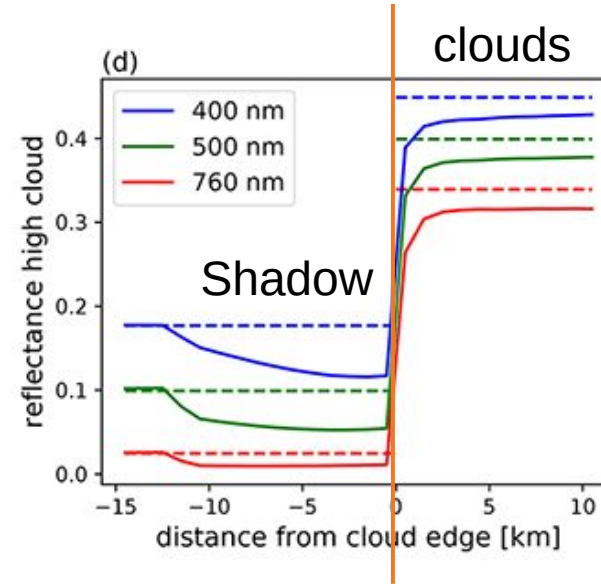 clouds
(d)
400 nm
500 nm
760 nm
0.4
0.3
0.2
0.1
0.0
reflectance high cloud
Shadow
−15 −10 −5 0 5 10
distance from cloud edge [km]